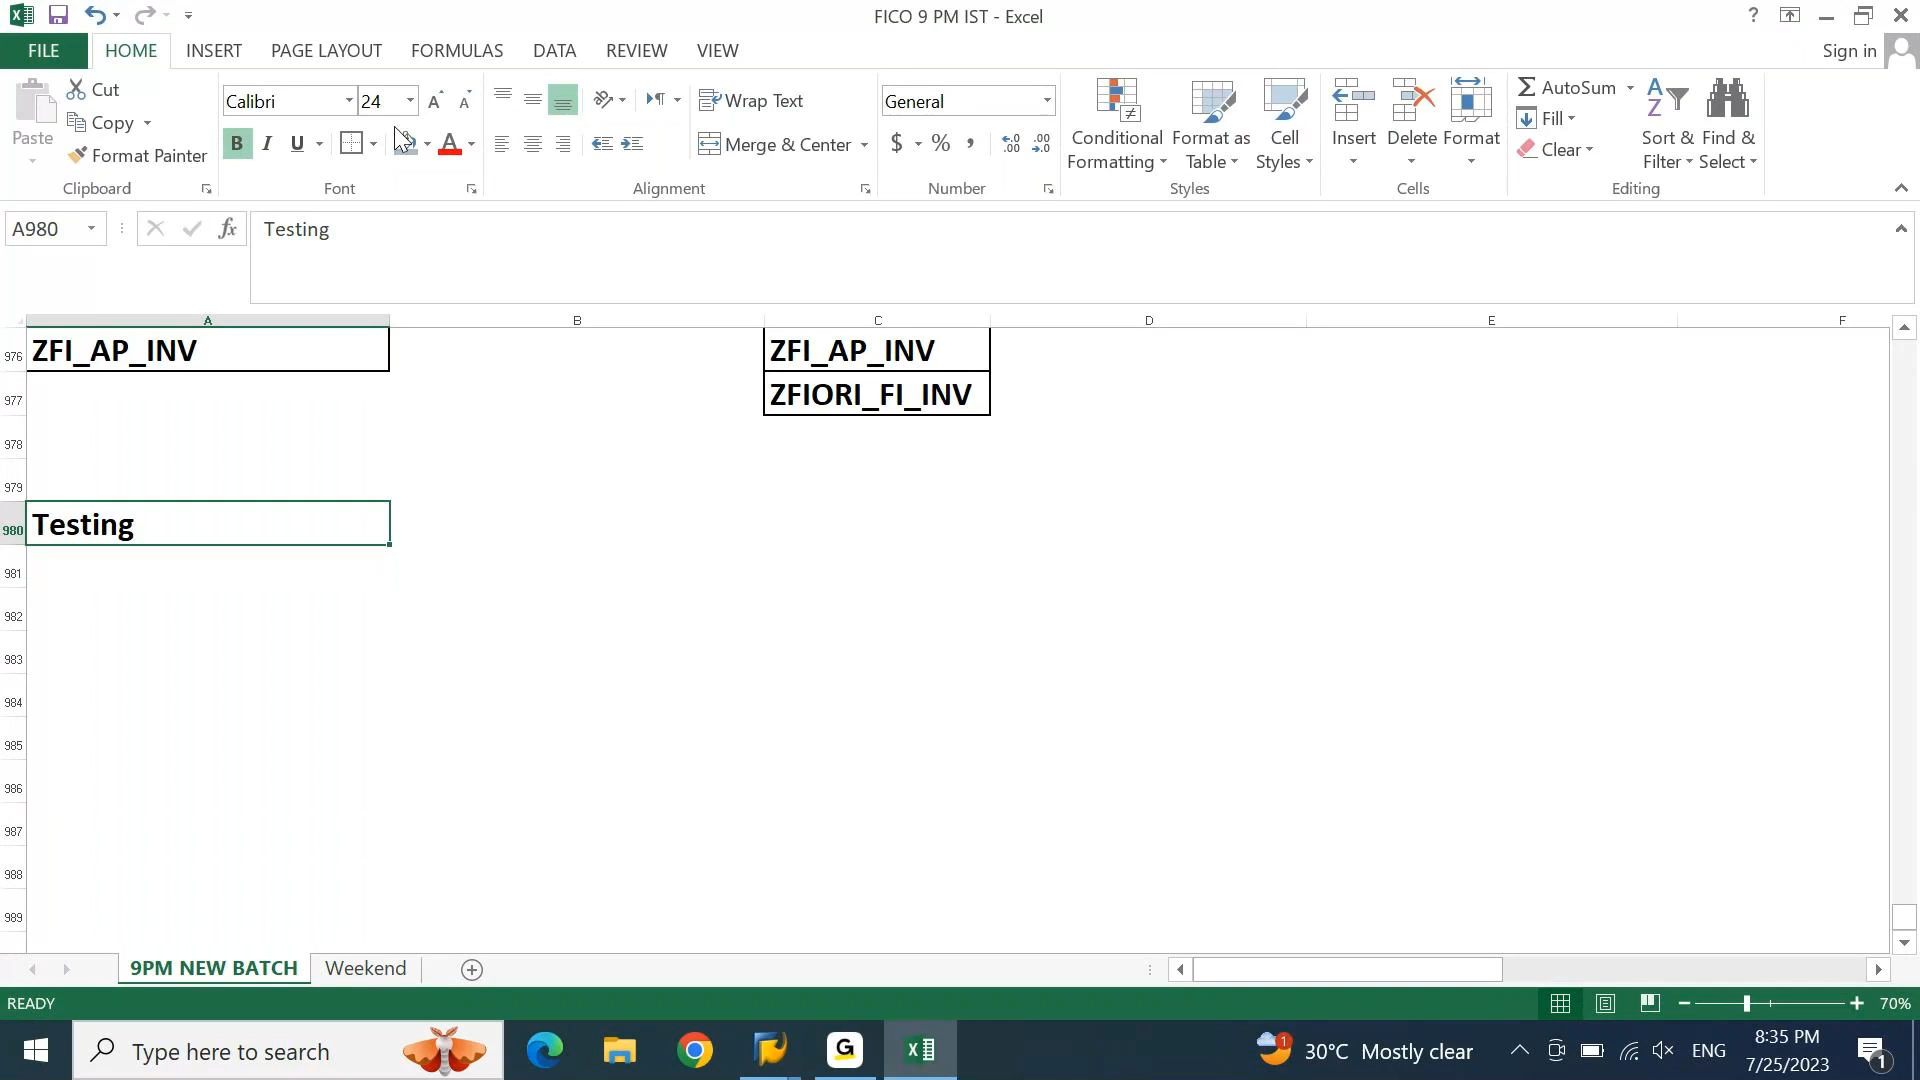 FICO 9 PM IST - Excel
FILE HOME INSERT PAGE LAYOUT FORMULAS DATA REVIEW VIEW Sign in
Cut
Copy
Format Painter
Paste
Clipboard
Calibri 24
Font
Wrap Text
Merge & Center
Alignment
General
Number
Conditional Formatting
Format as Table
Cell Styles
Styles
Insert Delete Format
Cells
AutoSum
Fill
Clear
Sort & Filter
Find & Select
Editing
A980 fx Testing
A B C D E F
976 ZFI_AP_INV ZFI_AP_INV
977 ZFIORI_FI_INV
978
979
980 Testing
981
982
983
984
985
986
987
988
989
9PM NEW BATCH Weekend
READY 70%
Type here to search
30°C Mostly clear ENG
8:35 PM
7/25/2023